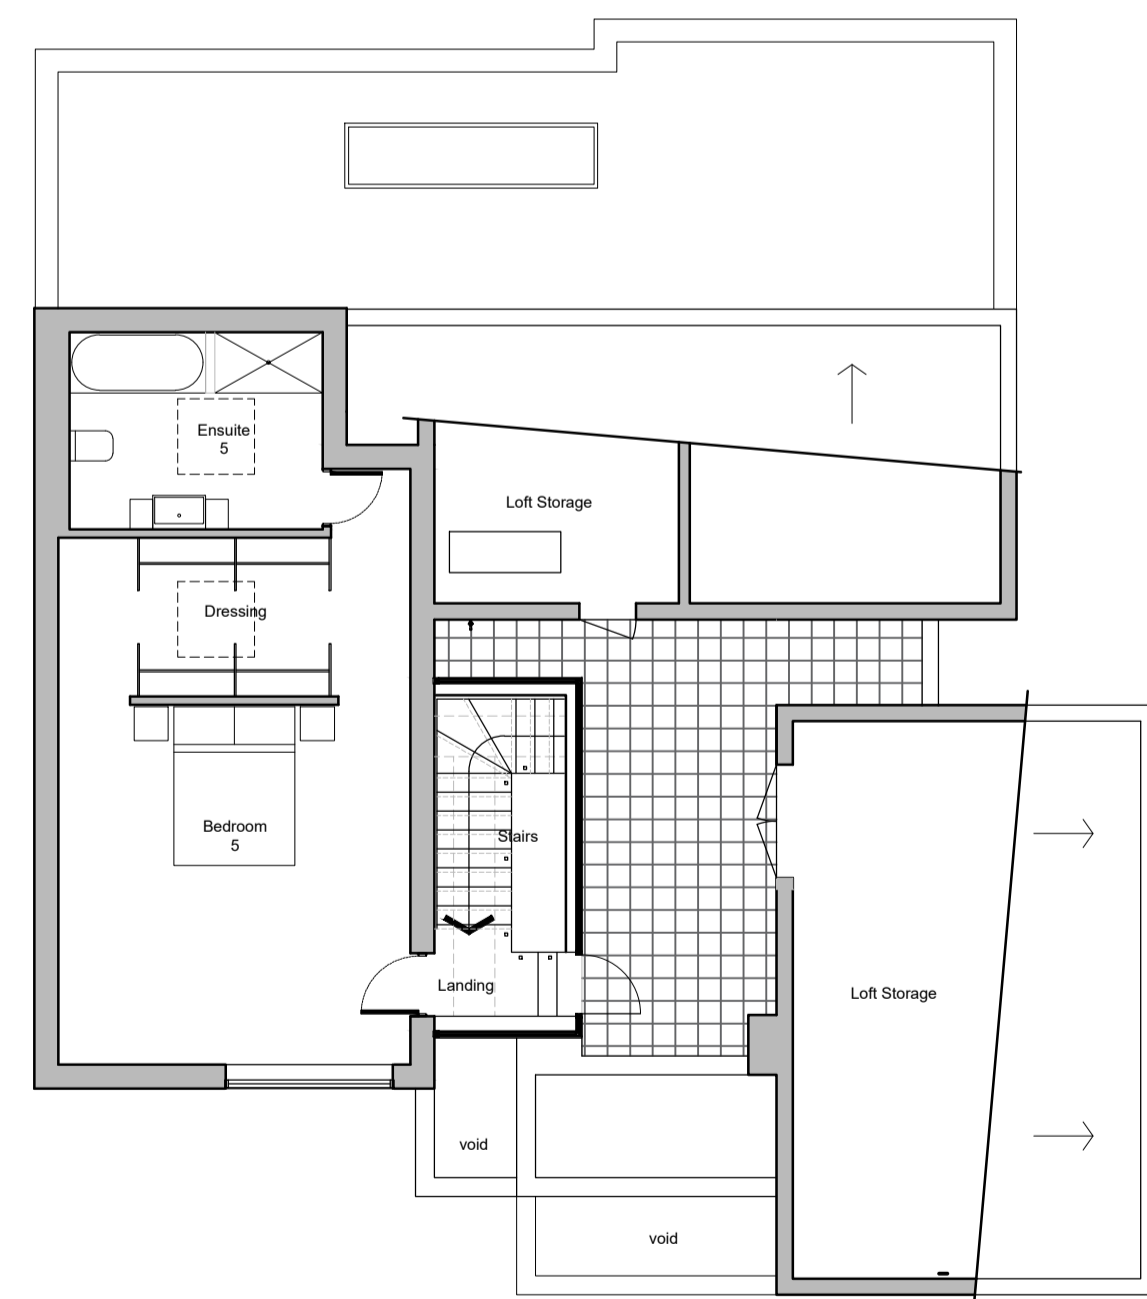 Ensuite
5
Loft Storage
Dressing
Bedroom
5
Stairs
Landing
Loft Storage
void
void